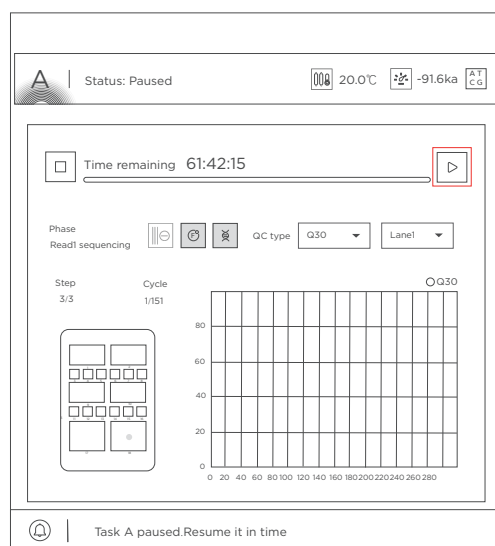 A
Status: Paused
20.0℃
-91.6ka
A T
C G
Time remaining 61:42:15
Phase
Read1 sequencing
QC type
Q30
Lane1
Step
3/3
Cycle
1/151
Q30
80
60
40
20
0
0 20 40 60 80 100 120 140 160 180 200 220 240 260 280
Task A paused.Resume it in time